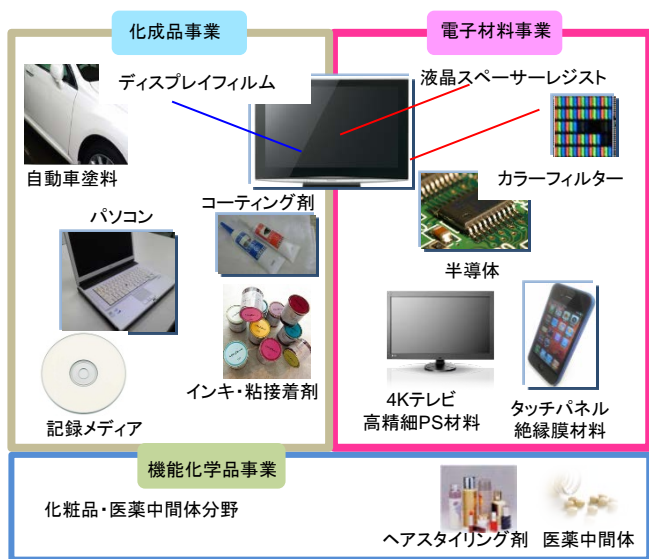 化成品事業
電子材料事業
ディスプレイフィルム
液晶スペーサーレジスト
自動車塗料
コーティング剤
カラーフィルター
パソコン
半導体
インキ・粘接着剤
4Kテレビ
高精細PS材料
タッチパネル
絶縁膜材料
記録メディア
機能化学品事業
化粧品・医薬中間体分野
ヘアスタイリング剤
医薬中間体